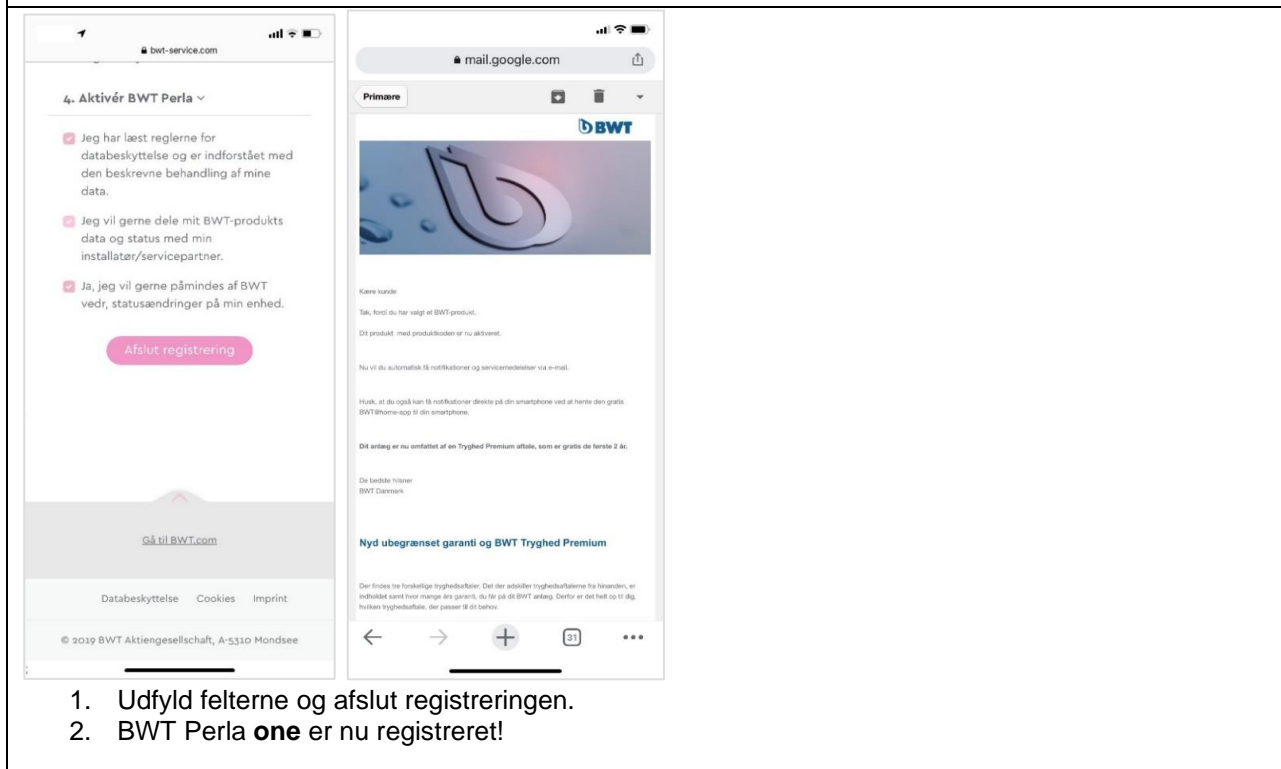 bwt-service.com
4. Aktivér BWT Perla
Jeg har læst reglerne for
databeskyttelse og er indforstået med
den beskrevne behandling af mine
data.
Jeg vil gerne dele mit BWT-produkts
data og status med min
installatør/servicepartner.
Ja, jeg vil gerne påmindes af BWT
vedr, statusændringer på min enhed.
Afslut registrering
Gå til BWT.com
Databeskyttelse Cookies Imprint
© 2019 BWT Aktiengesellschaft, A-5310 Mondsee
mail.google.com
Primære
BWT
Kære kunde
Tak, fordi du har valgt et BWT-produkt.
Dit produkt med produktkoden er nu aktiveret.
Nu vil du automatisk få notifikationer og servicemeddelelser via e-mail.
Husk, at du også kan få notifikationer direkte på din smartphone ved at hente den gratis
BWT@home-app til din smartphone.
Dit anlæg er nu omfattet af en Tryghed Premium aftale, som er gratis de første 2 år.
De bedste hilsner
BWT Danmark
Nyd ubegrænset garanti og BWT Tryghed Premium
Der findes tre forskellige tryghedsaftaler. Det der adskiller tryghedsaftalerne fra hinanden, er
indholdet samt hvor mange års garanti, du får på dit BWT anlæg. Derfor er det helt op til dig,
hvilken tryghedsaftale, der passer til dit behov.
31
1. Udfyld felterne og afslut registreringen.
2. BWT Perla one er nu registreret!